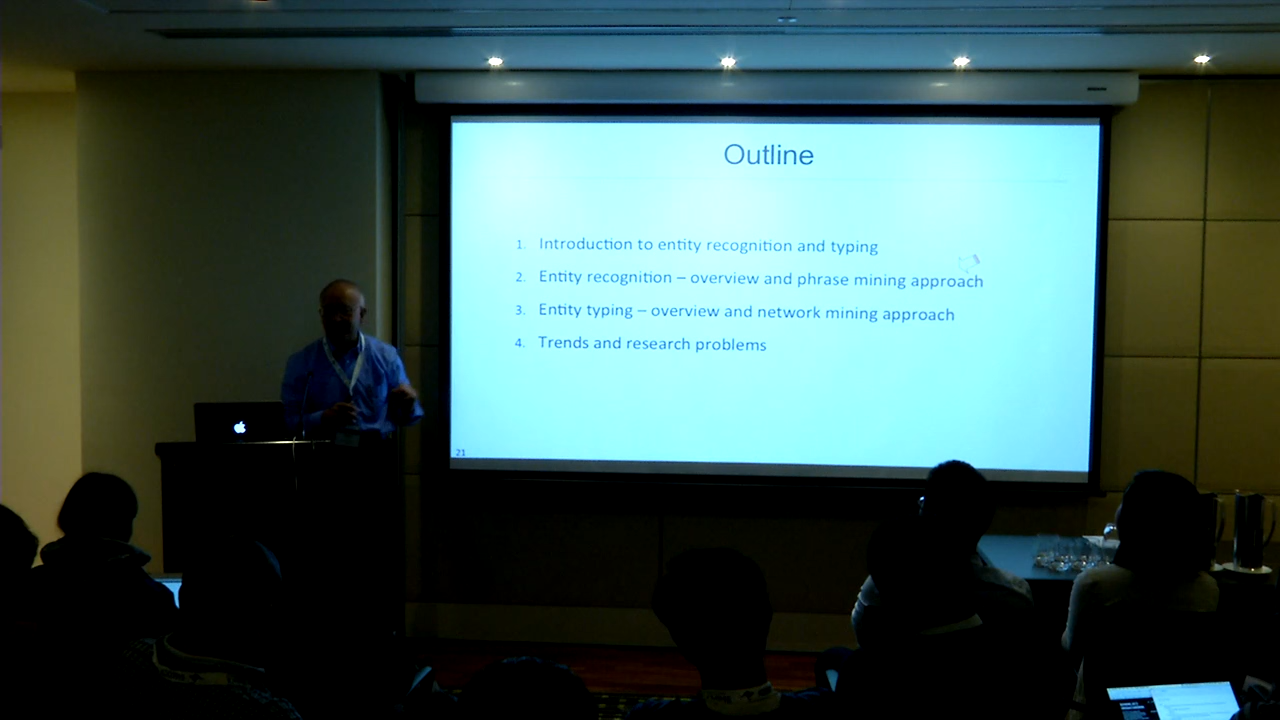 Outline
1. Introduction to entity recognition and typing
2. Entity recognition – overview and phrase mining approach
3. Entity typing – overview and network mining approach
4. Trends and research problems
21